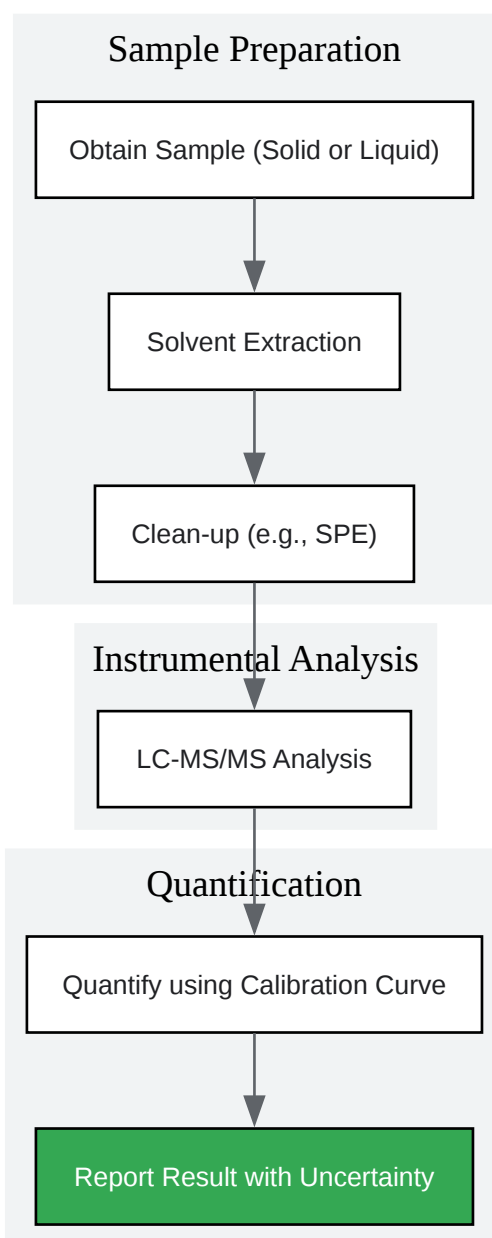 Sample Preparation
Obtain Sample (Solid or Liquid)
Solvent Extraction
Clean-up (e.g., SPE)
Instrumental Analysis
LC-MS/MS Analysis
Quantification
Quantify using Calibration Curve
Report Result with Uncertainty